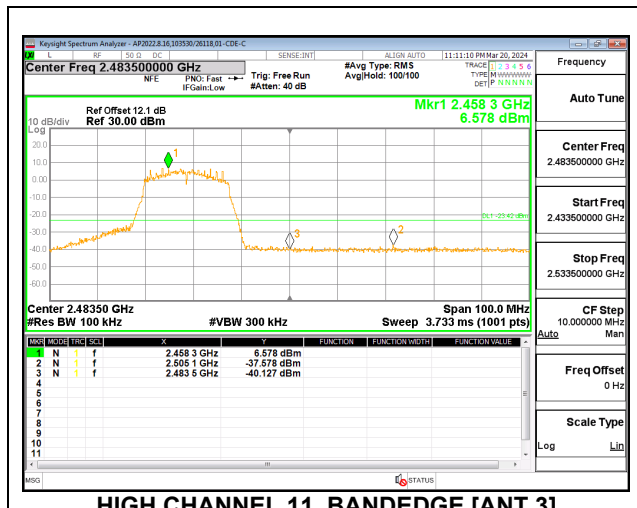 Keysight Spectrum Analyzer - AP2022.8.16,103530/26118,01-CDE-C
L RF 50 Ω DC SENSE:INT ALIGN AUTO 11:11:10 PM Mar 20, 2024
Center Freq 2.483500000 GHz
NFE PNO: Fast Trig: Free Run #Avg Type: RMS TRACE 1 2 3 4 5 6
IFGain:Low #Atten: 40 dB Avg|Hold: 100/100 TYPE M WWWWW
DET P N N N N N
Frequency
Auto Tune
Center Freq
2.483500000 GHz
Start Freq
2.433500000 GHz
Stop Freq
2.533500000 GHz
CF Step
10.000000 MHz
Auto Man
Freq Offset
0 Hz
Scale Type
Log Lin
Ref Offset 12.1 dB Mkr1 2.458 3 GHz
10 dB/div Ref 30.00 dBm 6.578 dBm
Log
20.0
10.0
0.00
-10.0
-20.0
-30.0
-40.0
-50.0
-60.0
1
2
3
DL1 -23.42 dBm
Center 2.48350 GHz Span 100.0 MHz
#Res BW 100 kHz #VBW 300 kHz Sweep 3.733 ms (1001 pts)
MKR MODE TRC SCL X Y FUNCTION FUNCTION WIDTH FUNCTION VALUE
1 N 1 f 2.458 3 GHz 6.578 dBm
2 N 1 f 2.505 1 GHz -37.578 dBm
3 N 1 f 2.483 5 GHz -40.127 dBm
4
5
6
7
8
9
10
11
MSG STATUS
HIGH CHANNEL 11, BANDEDGE [ANT 3]